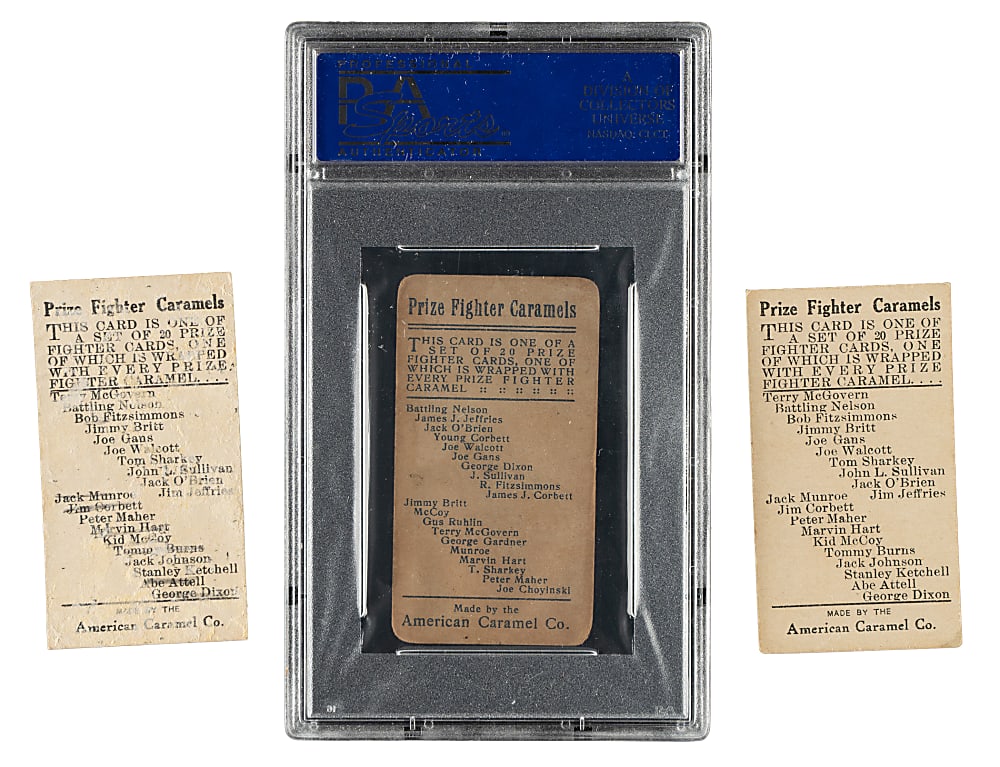 PROFESSIONAL
PSA
Sports
AUTHENTICATOR
A
DIVISION OF
COLLECTORS
UNIVERSE
NASDAQ: CLCT
Prize Fighter Caramels
THIS CARD IS ONE OF
A SET OF 20 PRIZE
FIGHTER CARDS, ONE
OF WHICH IS WRAPPED
WITH EVERY PRIZE
FIGHTER CARAMEL....
Terry McGovern
Battling Nelson
Bob Fitzsimmons
Jimmy Britt
Joe Gans
Joe Walcott
Tom Sharkey
John L. Sullivan
Jack O'Brien
Jack Munroe Jim Jeffries
Jim Corbett
Peter Maher
Marvin Hart
Kid McCoy
Tommy Burns
Jack Johnson
Stanley Ketchell
Abe Attell
George Dixon
MADE BY THE
American Caramel Co.
Prize Fighter Caramels
THIS CARD IS ONE OF A
SET OF 20 PRIZE
FIGHTER CARDS, ONE OF
WHICH IS WRAPPED WITH
EVERY PRIZE FIGHTER
CARAMEL :: :: :: :: :: ::
Battling Nelson
James J. Jeffries
Jack O'Brien
Young Corbett
Joe Walcott
Joe Gans
George Dixon
J. Sullivan
R. Fitzsimmons
James J. Corbett
Jimmy Britt
McCoy
Gus Ruhlin
Terry McGovern
George Gardner
Munroe
Marvin Hart
T. Sharkey
Peter Maher
Joe Choyinski
Made by the
American Caramel Co.
Prize Fighter Caramels
THIS CARD IS ONE OF
A SET OF 20 PRIZE
FIGHTER CARDS, ONE
OF WHICH IS WRAPPED
WITH EVERY PRIZE
FIGHTER CARAMEL....
Terry McGovern
Battling Nelson
Bob Fitzsimmons
Jimmy Britt
Joe Gans
Joe Walcott
Tom Sharkey
John L. Sullivan
Jack O'Brien
Jack Munroe Jim Jeffries
Jim Corbett
Peter Maher
Marvin Hart
Kid McCoy
Tommy Burns
Jack Johnson
Stanley Ketchell
Abe Attell
George Dixon
MADE BY THE
American Caramel Co.